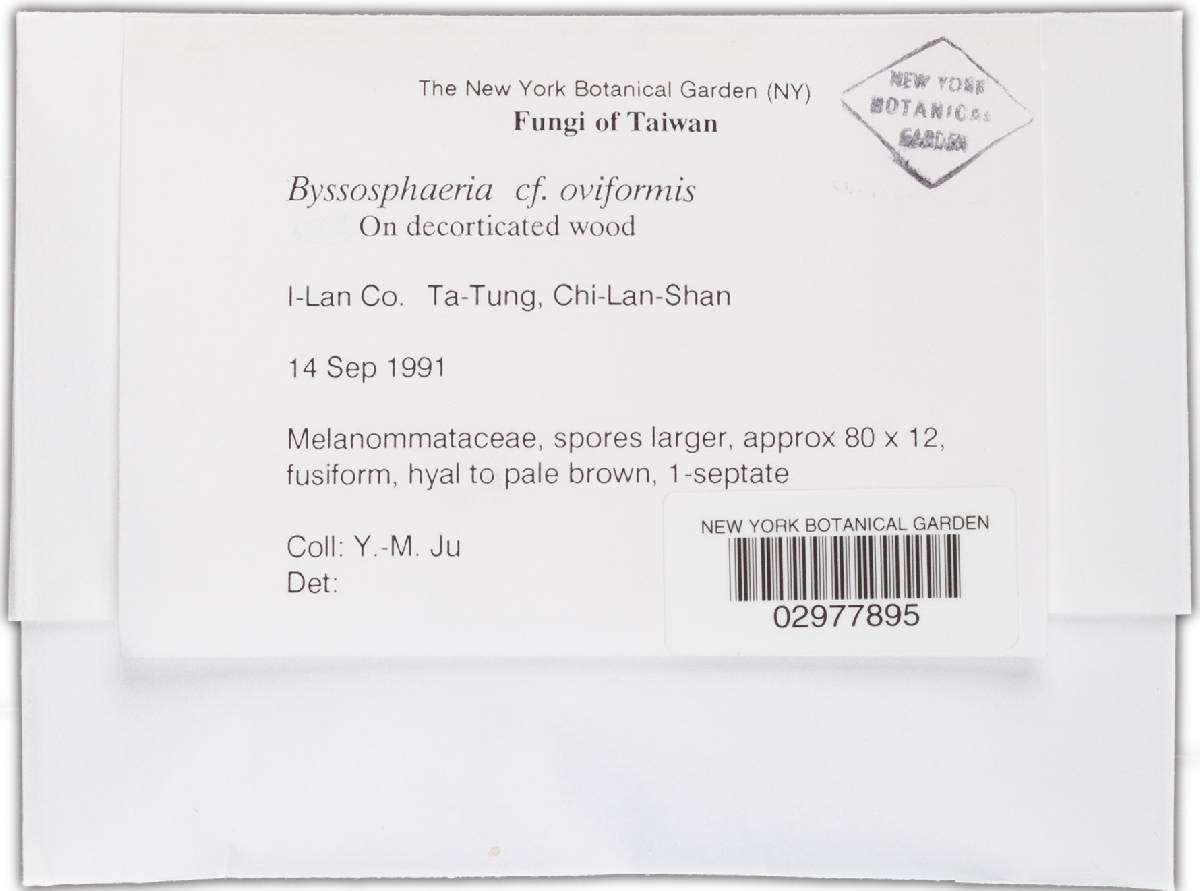 The New York Botanical Garden (NY)
Fungi of Taiwan
NEW YORK
BOTANICAL
GARDEN
Byssosphaeria cf. oviformis
On decorticated wood
I-Lan Co. Ta-Tung, Chi-Lan-Shan
14 Sep 1991
Melanommataceae, spores larger, approx 80 x 12,
fusiform, hyal to pale brown, 1-septate
Coll: Y.-M. Ju
Det:
NEW YORK BOTANICAL GARDEN
02977895